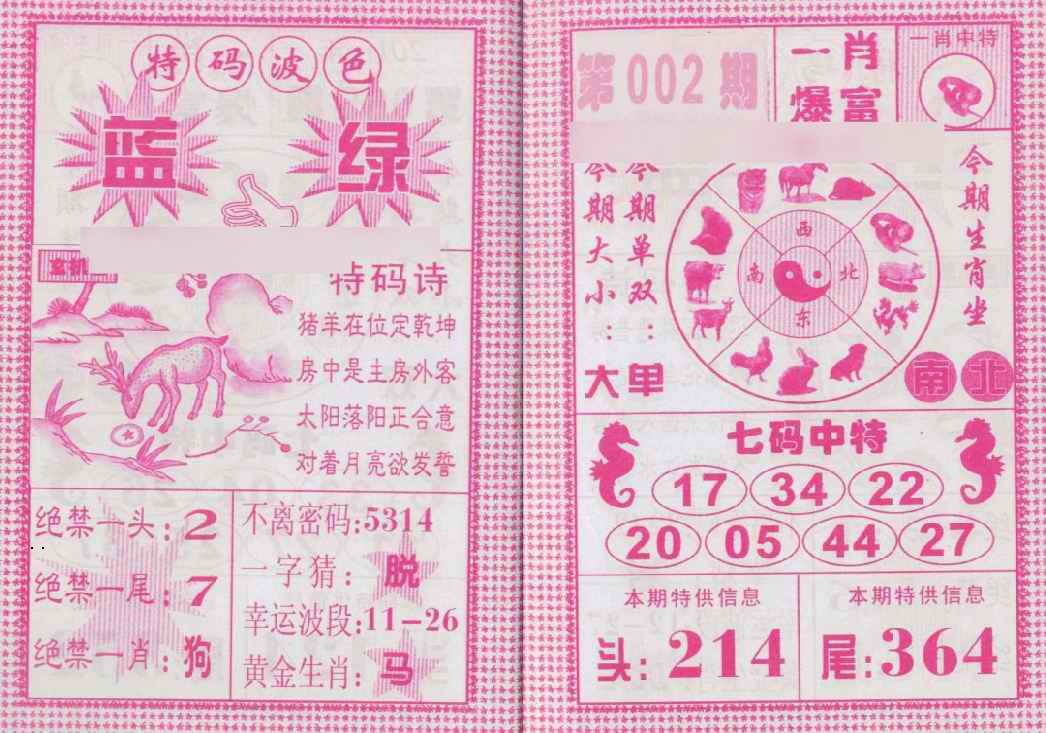 特码波色
蓝 绿
特码诗
猪羊在位定乾坤
房中是主房外客
太阳落阳正合意
对着月亮欲发誓
绝禁一头:2
绝禁一尾:7
绝禁一肖:狗
不离密码:5314
一字猜:脱
幸运波段:11-26
黄金生肖:马
第002期
一肖
爆富
一肖中特
今期大小:
今期单双:
大单
西
南 北
东
今期生肖坐
南北
七码中特
17 34 22
20 05 44 27
本期特供信息
头:214
本期特供信息
尾:364